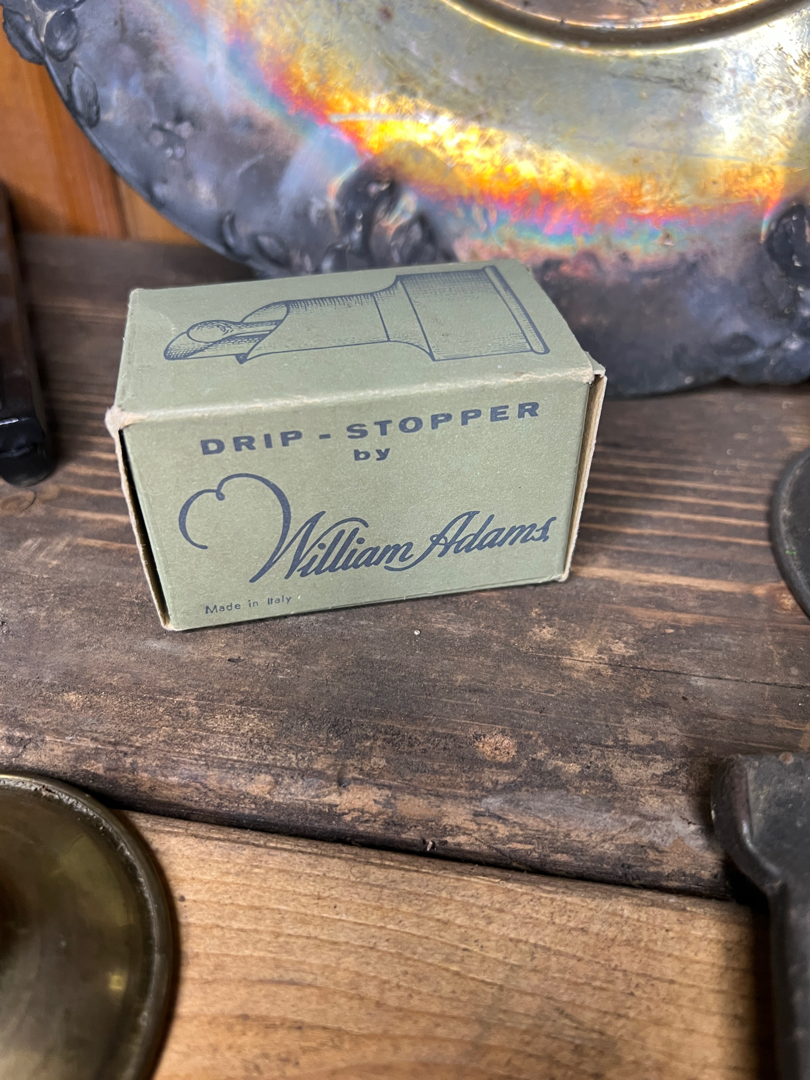 DRIP - STOPPER
by
William Adams
Made in Italy